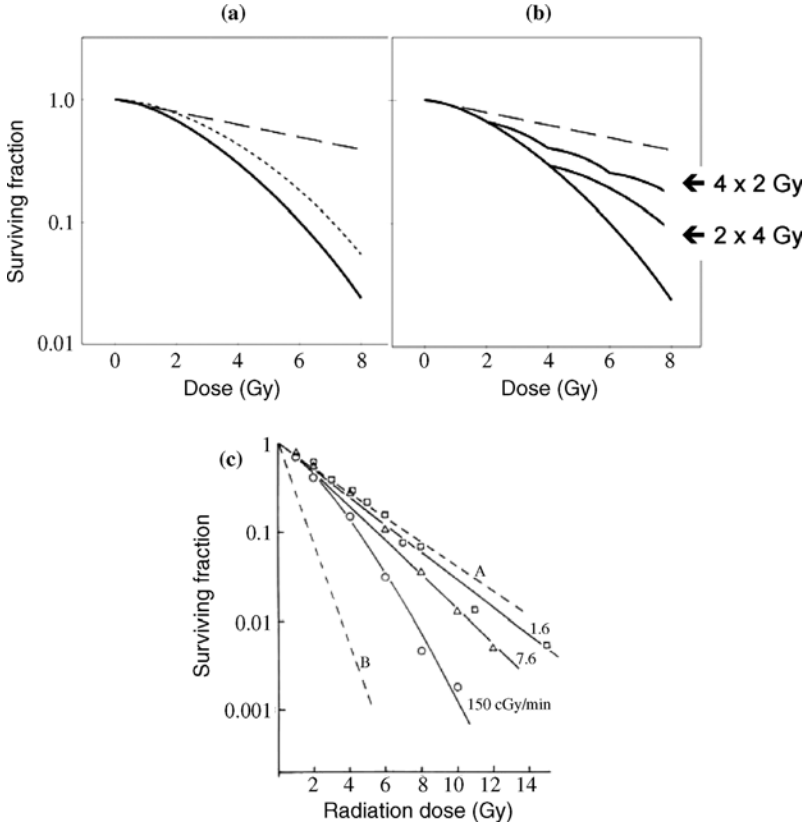 (a)
(b)
Surviving fraction
1.0
0.1
0.01
0 2 4 6 8
Dose (Gy)
0 2 4 6 8
Dose (Gy)
← 4 x 2 Gy
← 2 x 4 Gy
(c)
Surviving fraction
1
0.1
0.01
0.001
A
1.6
7.6
B
150 cGy/min
2 4 6 8 10 12 14
Radiation dose (Gy)